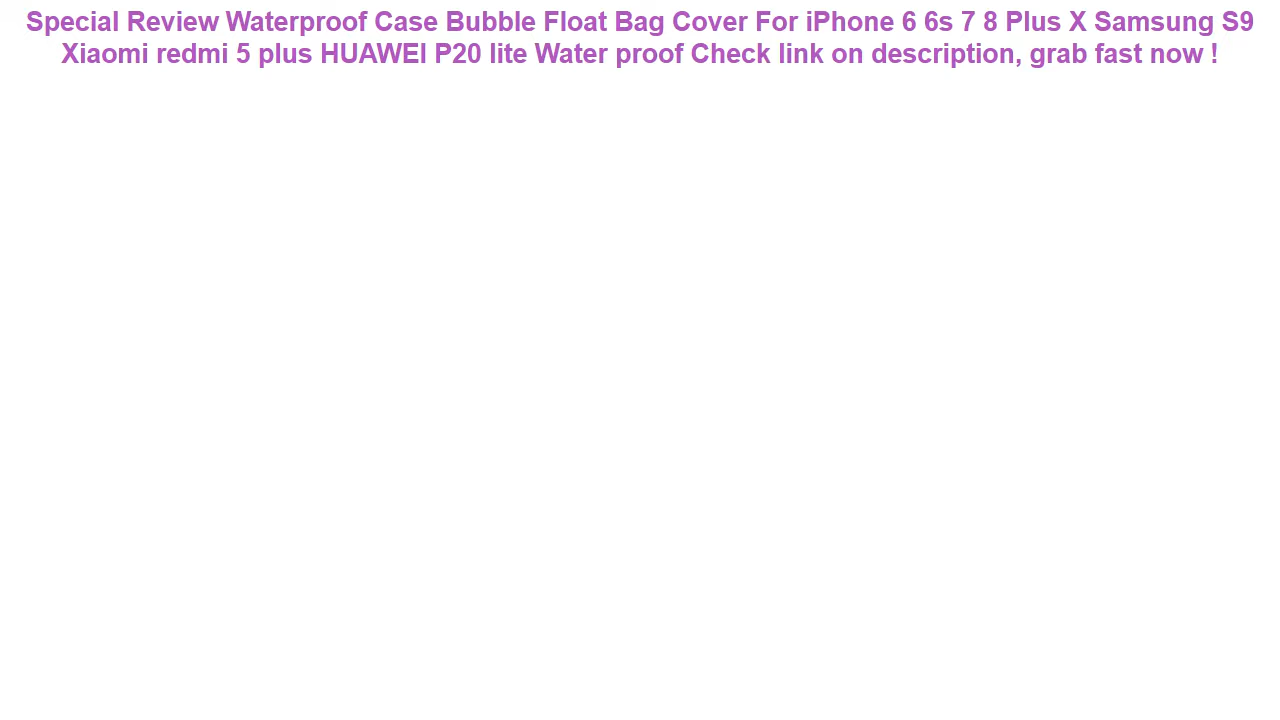 Special Review Waterproof Case Bubble Float Bag Cover For iPhone 6 6s 7 8 Plus X Samsung S9
Xiaomi redmi 5 plus HUAWEI P20 lite Water proof Check link on description, grab fast now !